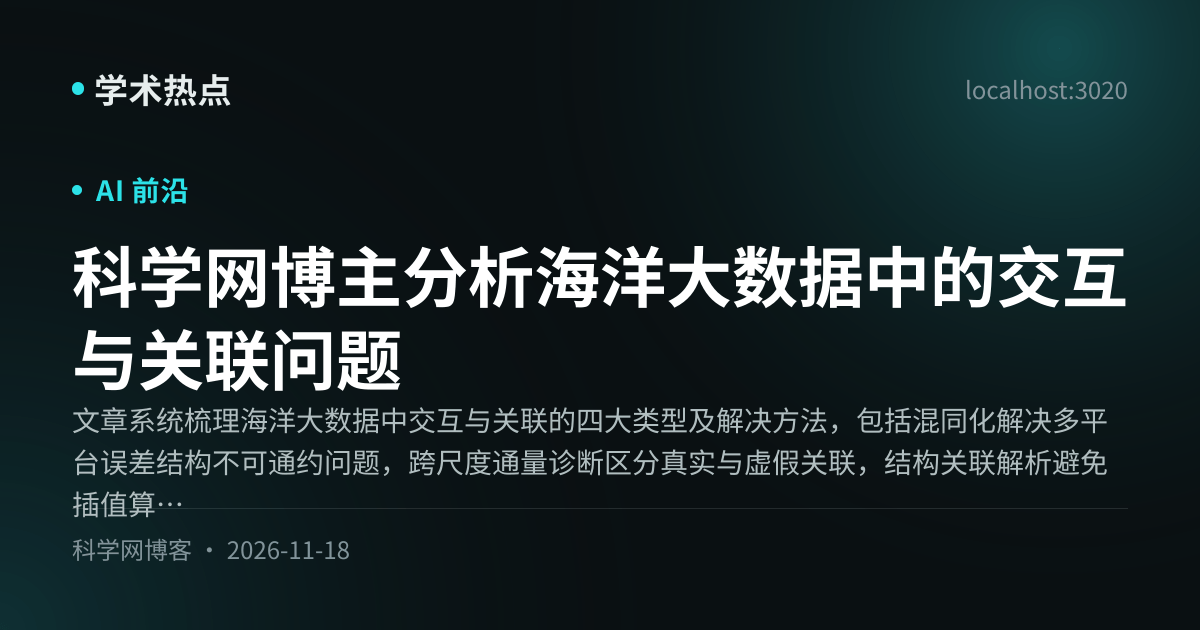 学术热点
localhost:3020
AI 前沿
科学网博主分析海洋大数据中的交互
与关联问题
文章系统梳理海洋大数据中交互与关联的四大类型及解决方法，包括混同化解决多平
台误差结构不可通约问题，跨尺度通量诊断区分真实与虚假关联，结构关联解析避免
插值算…
科学网博客 • 2026-11-18